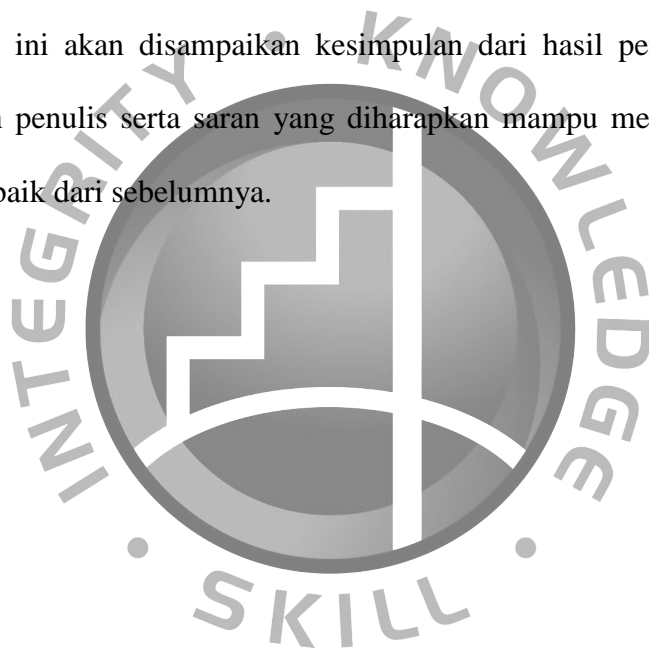 ini akan disampaikan kesimpulan dari hasil pe
penulis serta saran yang diharapkan mampu me
baik dari sebelumnya.
INTEGRITY • KNOWLEDGE • SKILL